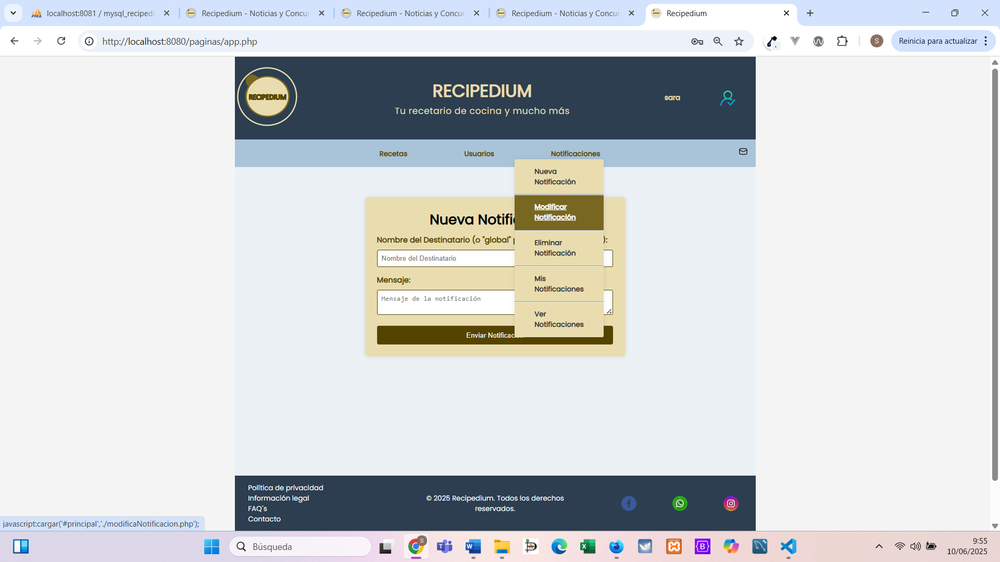 localhost:8081 / mysql_recipedi
Recipedium - Noticias y Concur
Recipedium - Noticias y Concur
Recipedium - Noticias y Concur
Recipedium
http://localhost:8080/paginas/app.php
S
Reinicia para actualizar
RECIPEDIUM
RECIPEDIUM
Tu recetario de cocina y mucho más
sara
Recetas
Usuarios
Notificaciones
Nueva
Notificación
Modificar
Notificación
Eliminar
Notificación
Mis
Notificaciones
Ver
Notificaciones
Nueva Notifi
Nombre del Destinatario (o "global" p
):
Nombre del Destinatario
Mensaje:
Mensaje de la notificación
Enviar Notificación
Política de privacidad
Información legal
FAQ´s
Contacto
© 2025 Recipedium. Todos los derechos
reservados.
javascript:cargar('#principal','./modificaNotificacion.php');
Búsqueda
9:55
10/06/2025